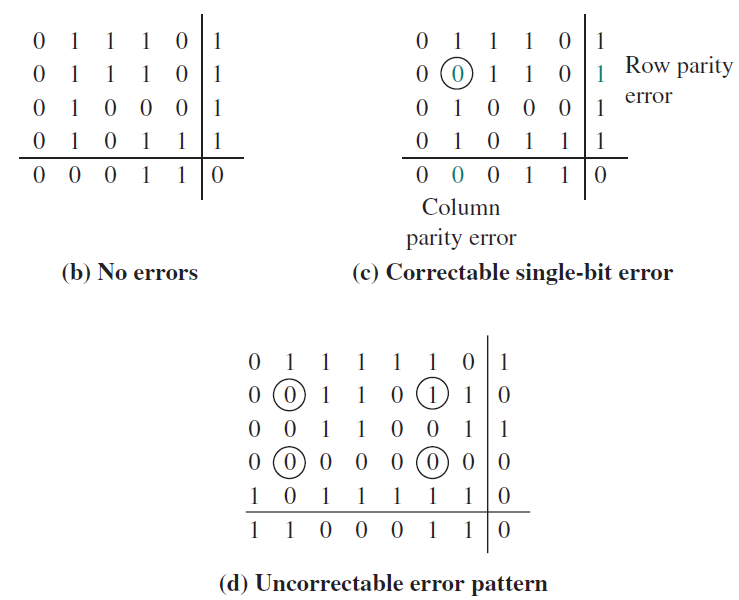 0 1 1 1 0 1
0 1 1 1 0 1
0 1 0 0 0 1
0 1 0 1 1 1
0 0 0 1 1 0
(b) No errors
0 1 1 1 0 1
0 0 1 1 0 1 Row parity
error
0 1 0 0 0 1
0 1 0 1 1 1
0 0 0 1 1 0
Column
parity error
(c) Correctable single-bit error
0 1 1 1 1 1 0 1
0 0 1 1 0 1 1 0
0 0 1 1 0 0 1 1
0 0 0 0 0 0 0 0
1 0 1 1 1 1 1 0
1 1 0 0 0 1 1 0
(d) Uncorrectable error pattern